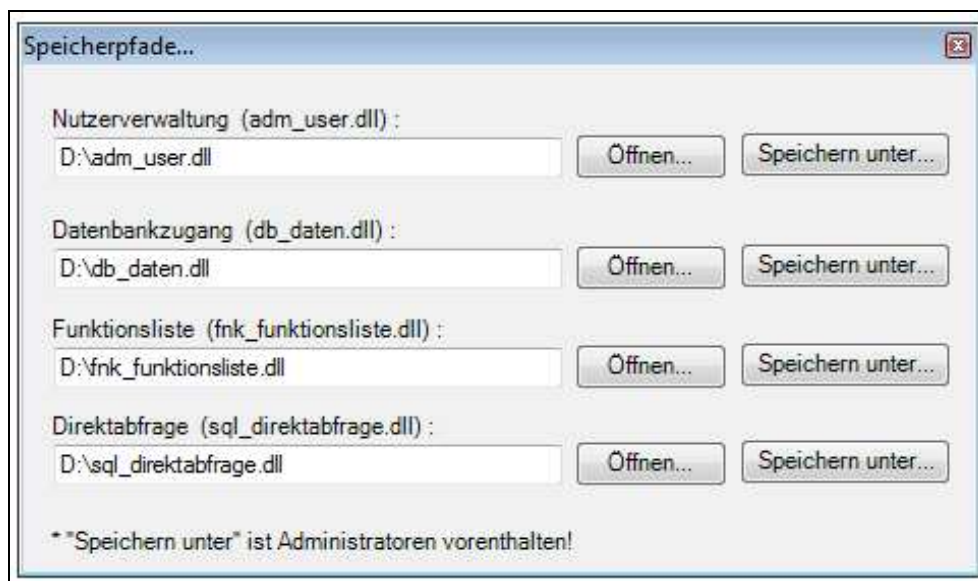 Speicherpfade...
Nutzerverwaltung (adm_user.dll) :
D:\adm_user.dll Öffnen... Speichern unter...
Datenbankzugang (db_daten.dll) :
D:\db_daten.dll Öffnen... Speichern unter...
Funktionsliste (fnk_funktionsliste.dll) :
D:\fnk_funktionsliste.dll Öffnen... Speichern unter...
Direktabfrage (sql_direktabfrage.dll) :
D:\sql_direktabfrage.dll Öffnen... Speichern unter...
* "Speichern unter" ist Administratoren vorenthalten!